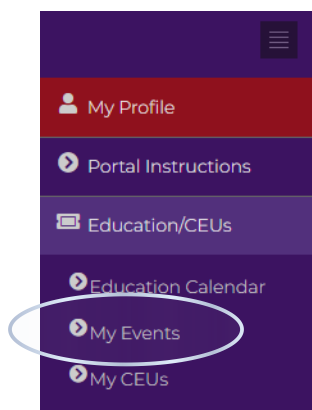 My Profile
Portal Instructions
Education/CEUs
Education Calendar
My Events
My CEUs